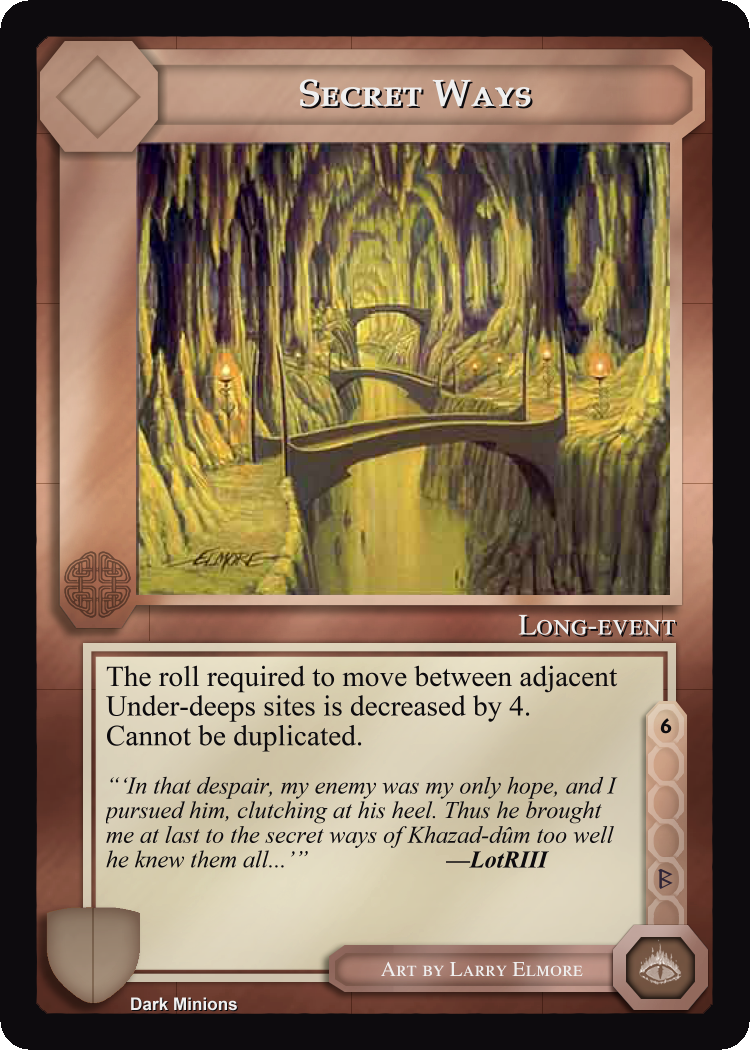 Secret Ways
ELMORE
Long-event
The roll required to move between adjacent
Under-deeps sites is decreased by 4.
Cannot be duplicated.
“‘In that despair, my enemy was my only hope, and I
pursued him, clutching at his heel. Thus he brought
me at last to the secret ways of Khazad-dûm too well
he knew them all...’” —LotRIII
6
ᛒ
Art by Larry Elmore
Dark Minions